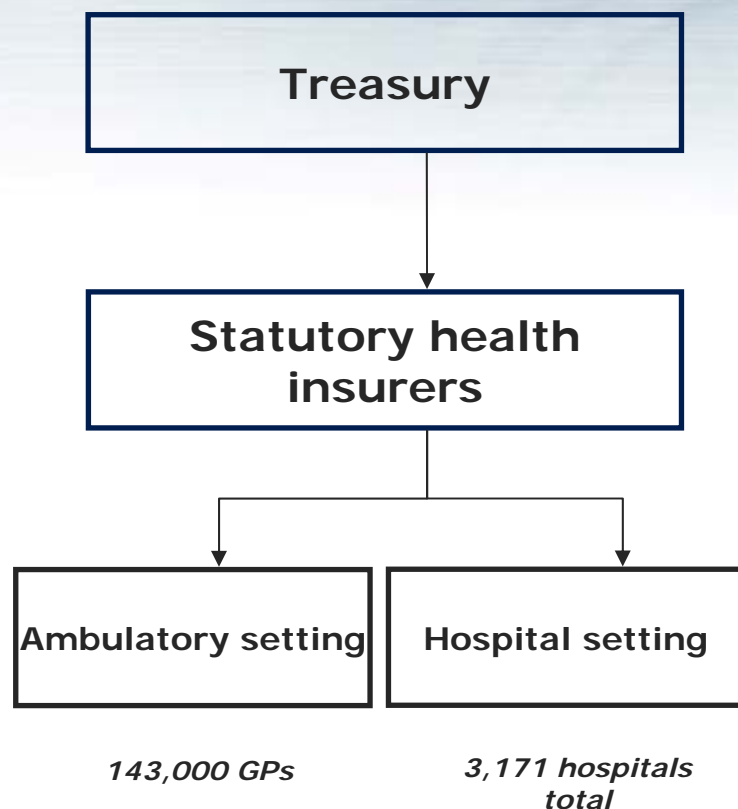 Treasury
Statutory health
insurers
Ambulatory setting
Hospital setting
143,000 GPs
3,171 hospitals
total